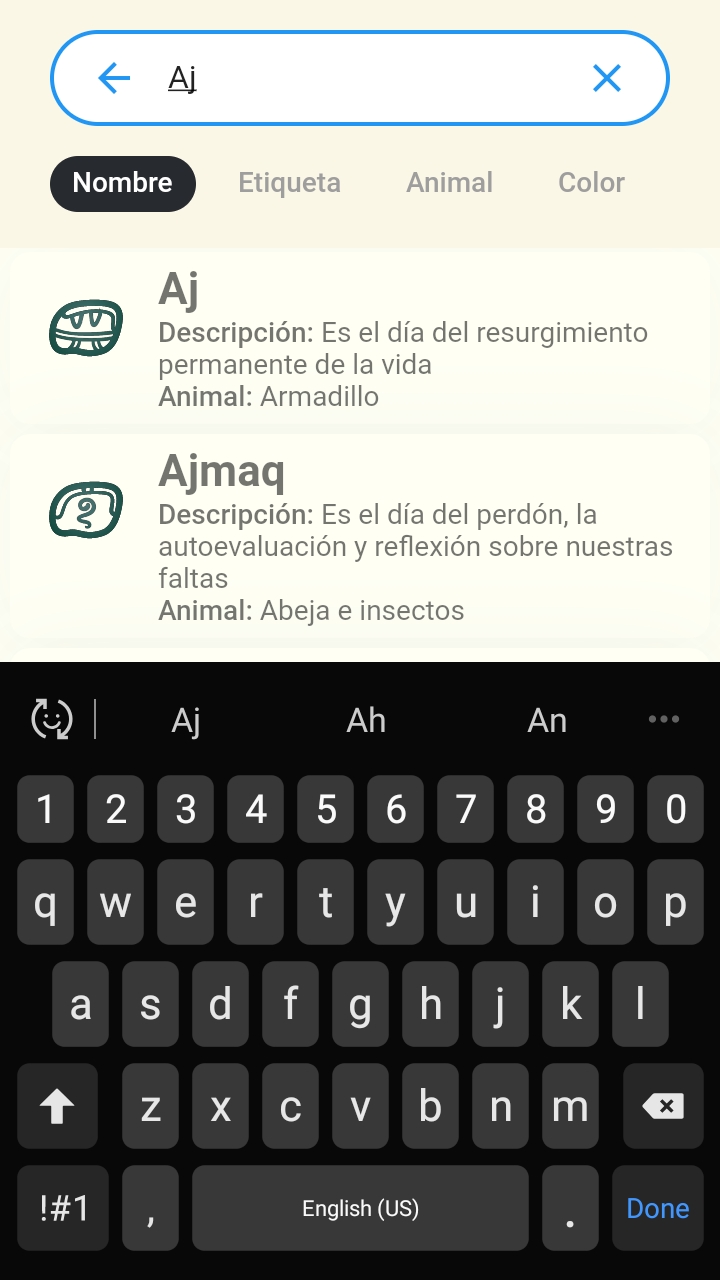 Aj
Nombre Etiqueta Animal Color
Aj
Descripción: Es el día del resurgimiento
permanente de la vida
Animal: Armadillo
Ajmaq
Descripción: Es el día del perdón, la
autoevaluación y reflexión sobre nuestras
faltas
Animal: Abeja e insectos
Aj Ah An
1 2 3 4 5 6 7 8 9 0
q w e r t y u i o p
a s d f g h j k l
z x c v b n m
!#1 , English (US) . Done